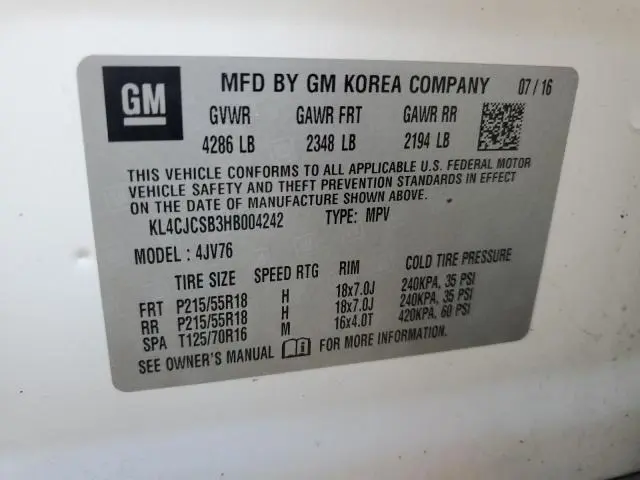 GM
MFD BY GM KOREA COMPANY 07/16
GVWR GAWR FRT GAWR RR
4286 LB 2348 LB 2194 LB
THIS VEHICLE CONFORMS TO ALL APPLICABLE U.S. FEDERAL MOTOR
VEHICLE SAFETY AND THEFT PREVENTION STANDARDS IN EFFECT
ON THE DATE OF MANUFACTURE SHOWN ABOVE.
KL4CJCSB3HB004242 TYPE: MPV
MODEL: 4JV76
TIRE SIZE SPEED RTG RIM COLD TIRE PRESSURE
FRT P215/55R18 H 18x7.0J 240KPA, 35 PSI
RR P215/55R18 H 18x7.0J 240KPA, 35 PSI
SPA T125/70R16 M 16x4.0T 420KPA, 60 PSI
SEE OWNER'S MANUAL FOR MORE INFORMATION.